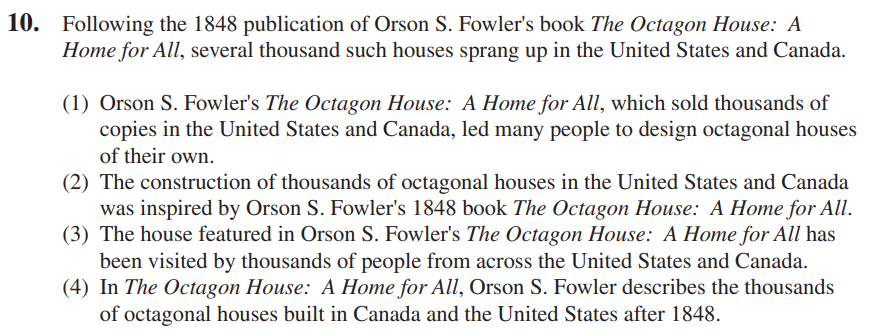 10. Following the 1848 publication of Orson S. Fowler's book The Octagon House: A
Home for All, several thousand such houses sprang up in the United States and Canada.
(1) Orson S. Fowler's The Octagon House: A Home for All, which sold thousands of
copies in the United States and Canada, led many people to design octagonal houses
of their own.
(2) The construction of thousands of octagonal houses in the United States and Canada
was inspired by Orson S. Fowler's 1848 book The Octagon House: A Home for All.
(3) The house featured in Orson S. Fowler's The Octagon House: A Home for All has
been visited by thousands of people from across the United States and Canada.
(4) In The Octagon House: A Home for All, Orson S. Fowler describes the thousands
of octagonal houses built in Canada and the United States after 1848.